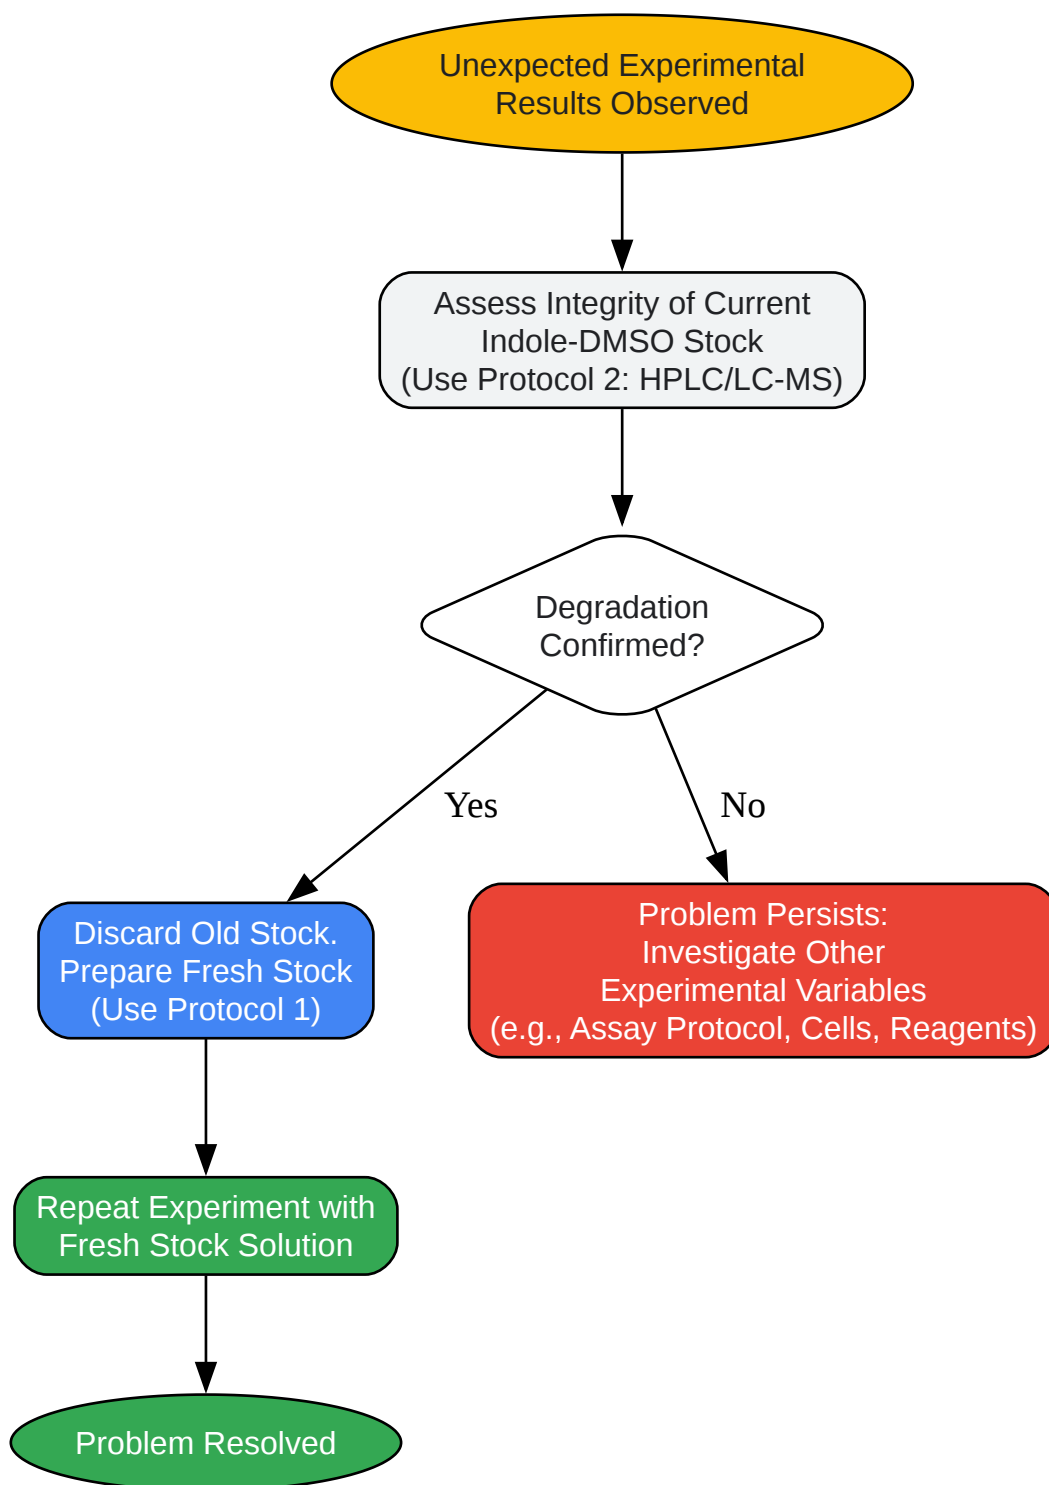 Unexpected Experimental
Results Observed
Assess Integrity of Current
Indole-DMSO Stock
(Use Protocol 2: HPLC/LC-MS)
Degradation
Confirmed?
Yes
No
Discard Old Stock.
Prepare Fresh Stock
(Use Protocol 1)
Problem Persists:
Investigate Other
Experimental Variables
(e.g., Assay Protocol, Cells, Reagents)
Repeat Experiment with
Fresh Stock Solution
Problem Resolved